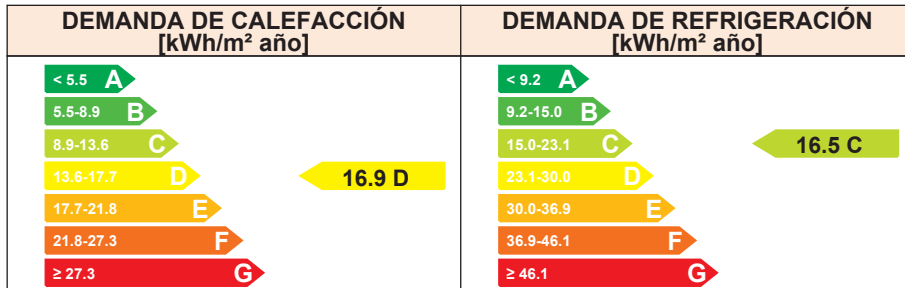 DEMANDA DE CALEFACCIÓN
[kWh/m² año]
< 5.5 A
5.5-8.9 B
8.9-13.6 C
13.6-17.7 D
16.9 D
17.7-21.8 E
21.8-27.3 F
≥ 27.3 G
DEMANDA DE REFRIGERACIÓN
[kWh/m² año]
< 9.2 A
9.2-15.0 B
15.0-23.1 C
16.5 C
23.1-30.0 D
30.0-36.9 E
36.9-46.1 F
≥ 46.1 G